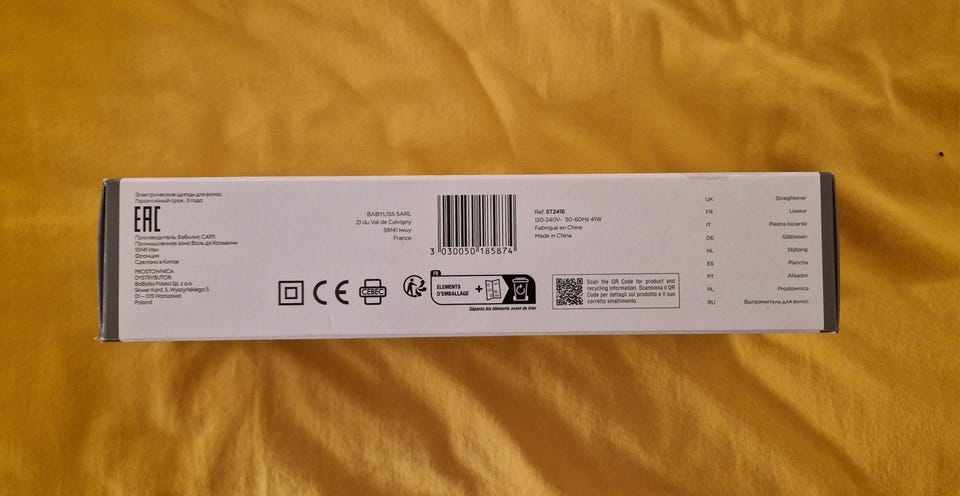 Электрические щипцы для волос
Гарантийный срок : 3 года
EAC
Производитель: Бэбилис САРЛ
Промышленная зона Валь дэ Кальвини
59141 Иви
Франция
Сделано в Китае
PROSTOWNICA
DYSTRYBUTOR:
BaByliss Polska Sp. z o.o.
Skwer Kard. S. Wyszyńskiego 5
01 – 015 Warszawa
Poland
BABYLISS SARL
ZI du Val de Calvigny
59141 Iwuy
France
CE
CEBEC
3 030050 185874
FR
ELEMENTS
D'EMBALLAGE
+
Séparez les éléments avant de trier
Ref. ST241E
120-240V~ 50-60Hz 41W
Fabriqué en Chine
Made in China
Scan the QR Code for product and
recycling information. Scansiona il QR
Code per dettagli sul prodotto e il suo
corretto smaltimento.
UK Straightener
FR Lisseur
IT Piastra lisciante
DE Glätteisen
NL Stijltang
ES Plancha
PT Alisador
PL Prostownica
RU Выпрямитель для волос